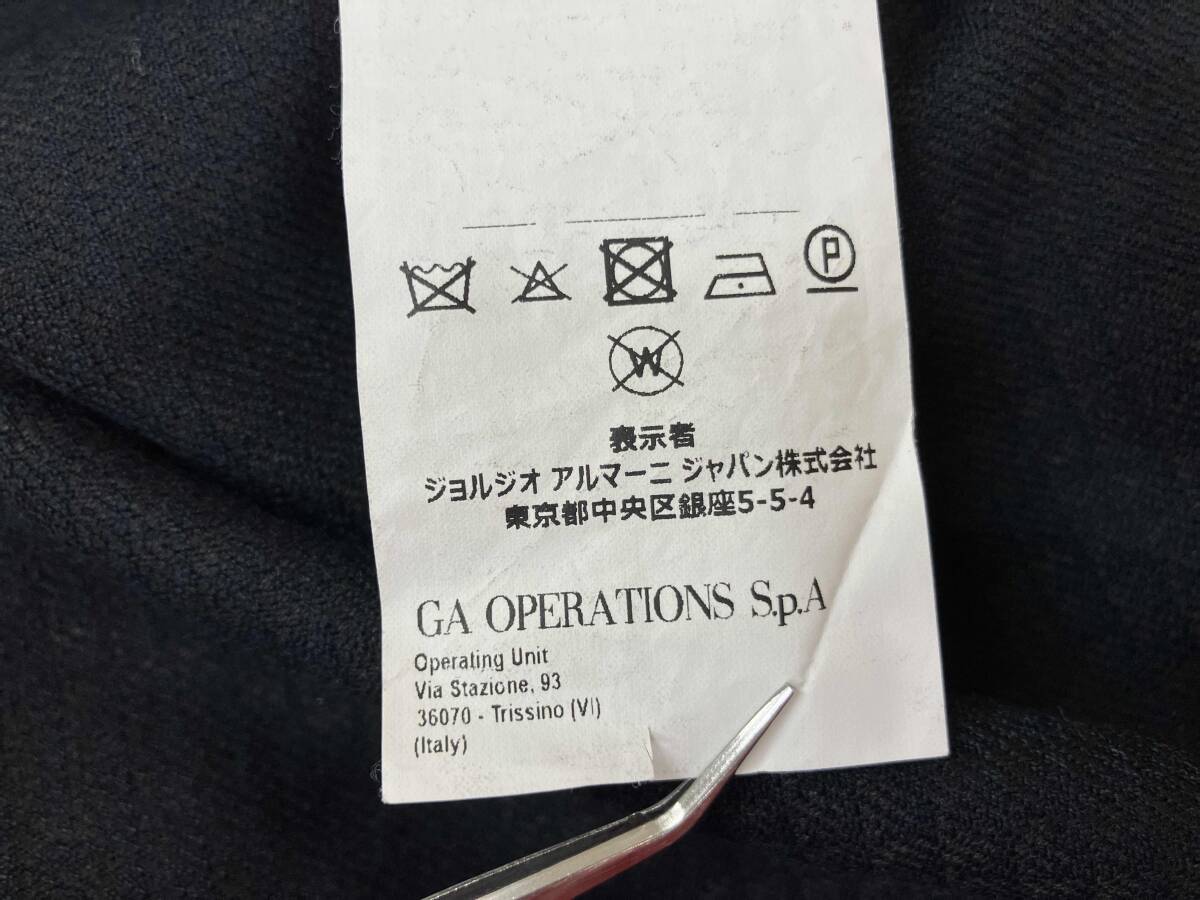 P
W
表示者
ジョルジオ アルマーニ ジャパン株式会社
東京都中央区銀座5-5-4
GA OPERATIONS S.p.A
Operating Unit
Via Stazione, 93
36070 - Trissino (VI)
(Italy)